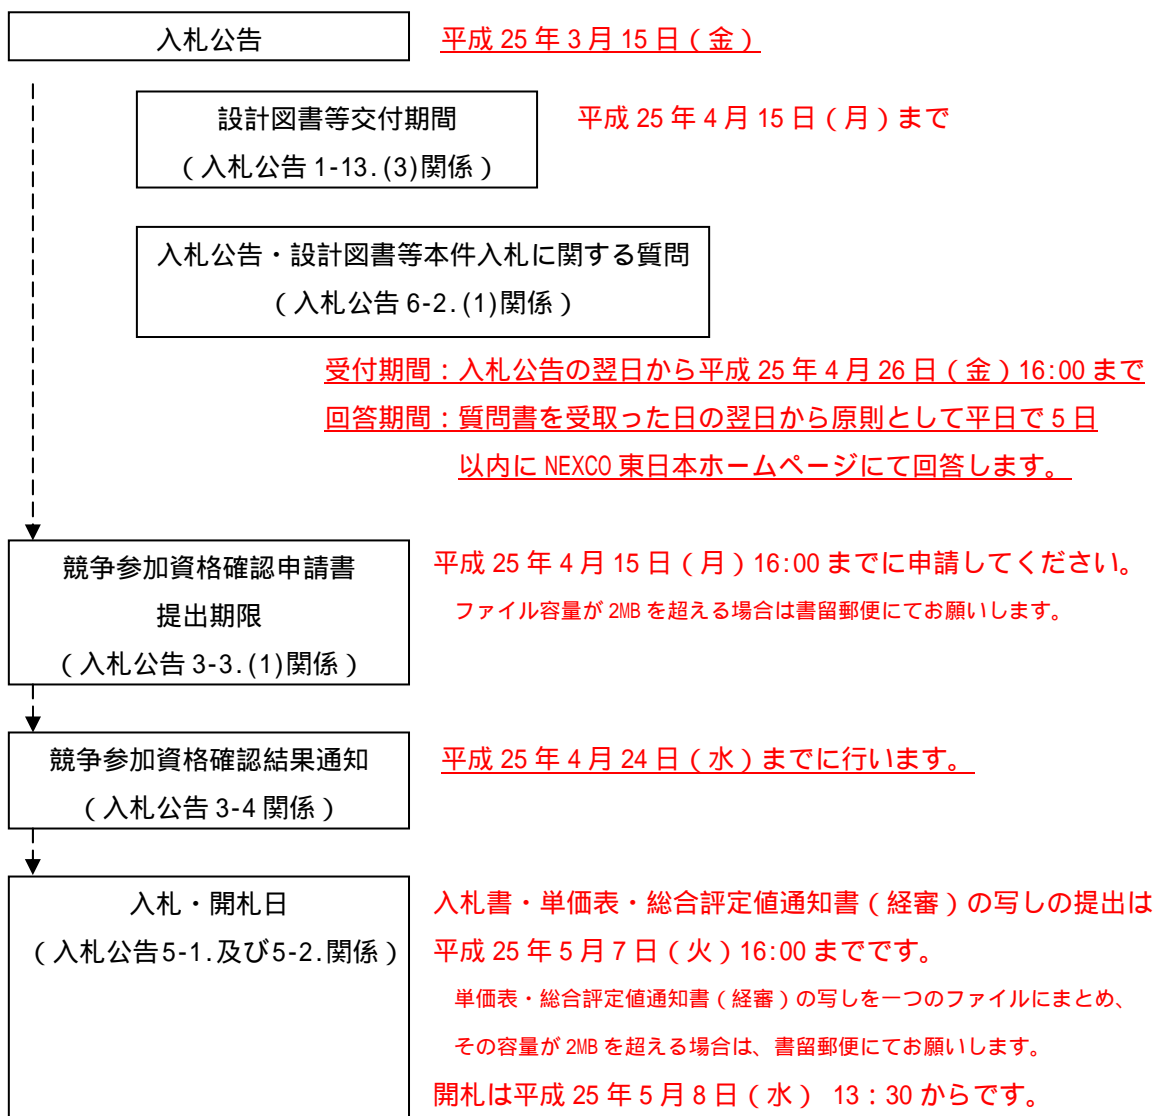 入札公告
平成 25 年 3 月 15 日（金）
設計図書等交付期間
平成 25 年 4 月 15 日（月）まで
（入札公告 1-13.(3)関係）
入札公告・設計図書等本件入札に関する質問
（入札公告 6-2.(1)関係）
受付期間：入札公告の翌日から平成 25 年 4 月 26 日（金）16:00 まで
回答期間：質問書を受取った日の翌日から原則として平日で 5 日
以内に NEXCO 東日本ホームページにて回答します。
競争参加資格確認申請書
提出期限
（入札公告 3-3.(1)関係）
平成 25 年 4 月 15 日（月）16:00 までに申請してください。
ファイル容量が 2MB を超える場合は書留郵便にてお願いします。
競争参加資格確認結果通知
（入札公告 3-4 関係）
平成 25 年 4 月 24 日（水）までに行います。
入札・開札日
（入札公告5-1.及び5-2.関係）
入札書・単価表・総合評定値通知書（経審）の写しの提出は
平成 25 年 5 月 7 日（火）16:00 までです。
単価表・総合評定値通知書（経審）の写しを一つのファイルにまとめ、
その容量が 2MB を超える場合は、書留郵便にてお願いします。
開札は平成 25 年 5 月 8 日（水） 13：30 からです。